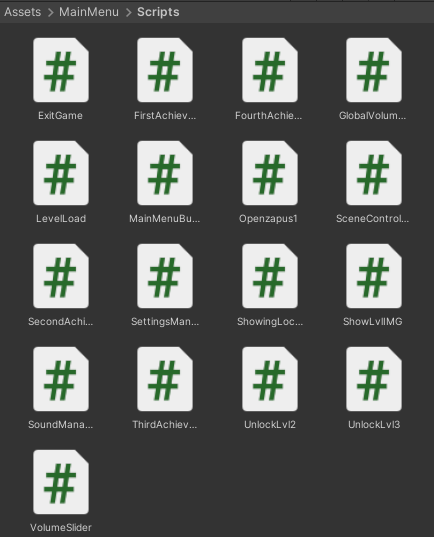 Assets > MainMenu > Scripts
ExitGame FirstAchiev... FourthAchie... GlobalVolum...
LevelLoad MainMenuBu... Openzapus1 SceneControl...
SecondAchi... SettingsMan... ShowingLoc... ShowLvlIMG
SoundMana... ThirdAchiev... UnlockLvl2 UnlockLvl3
VolumeSlider